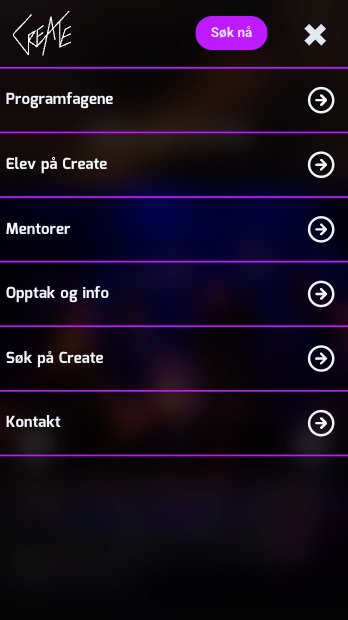 CREATE
Søk nå
Programfagene
Elev på Create
Mentorer
Opptak og info
Søk på Create
Kontakt